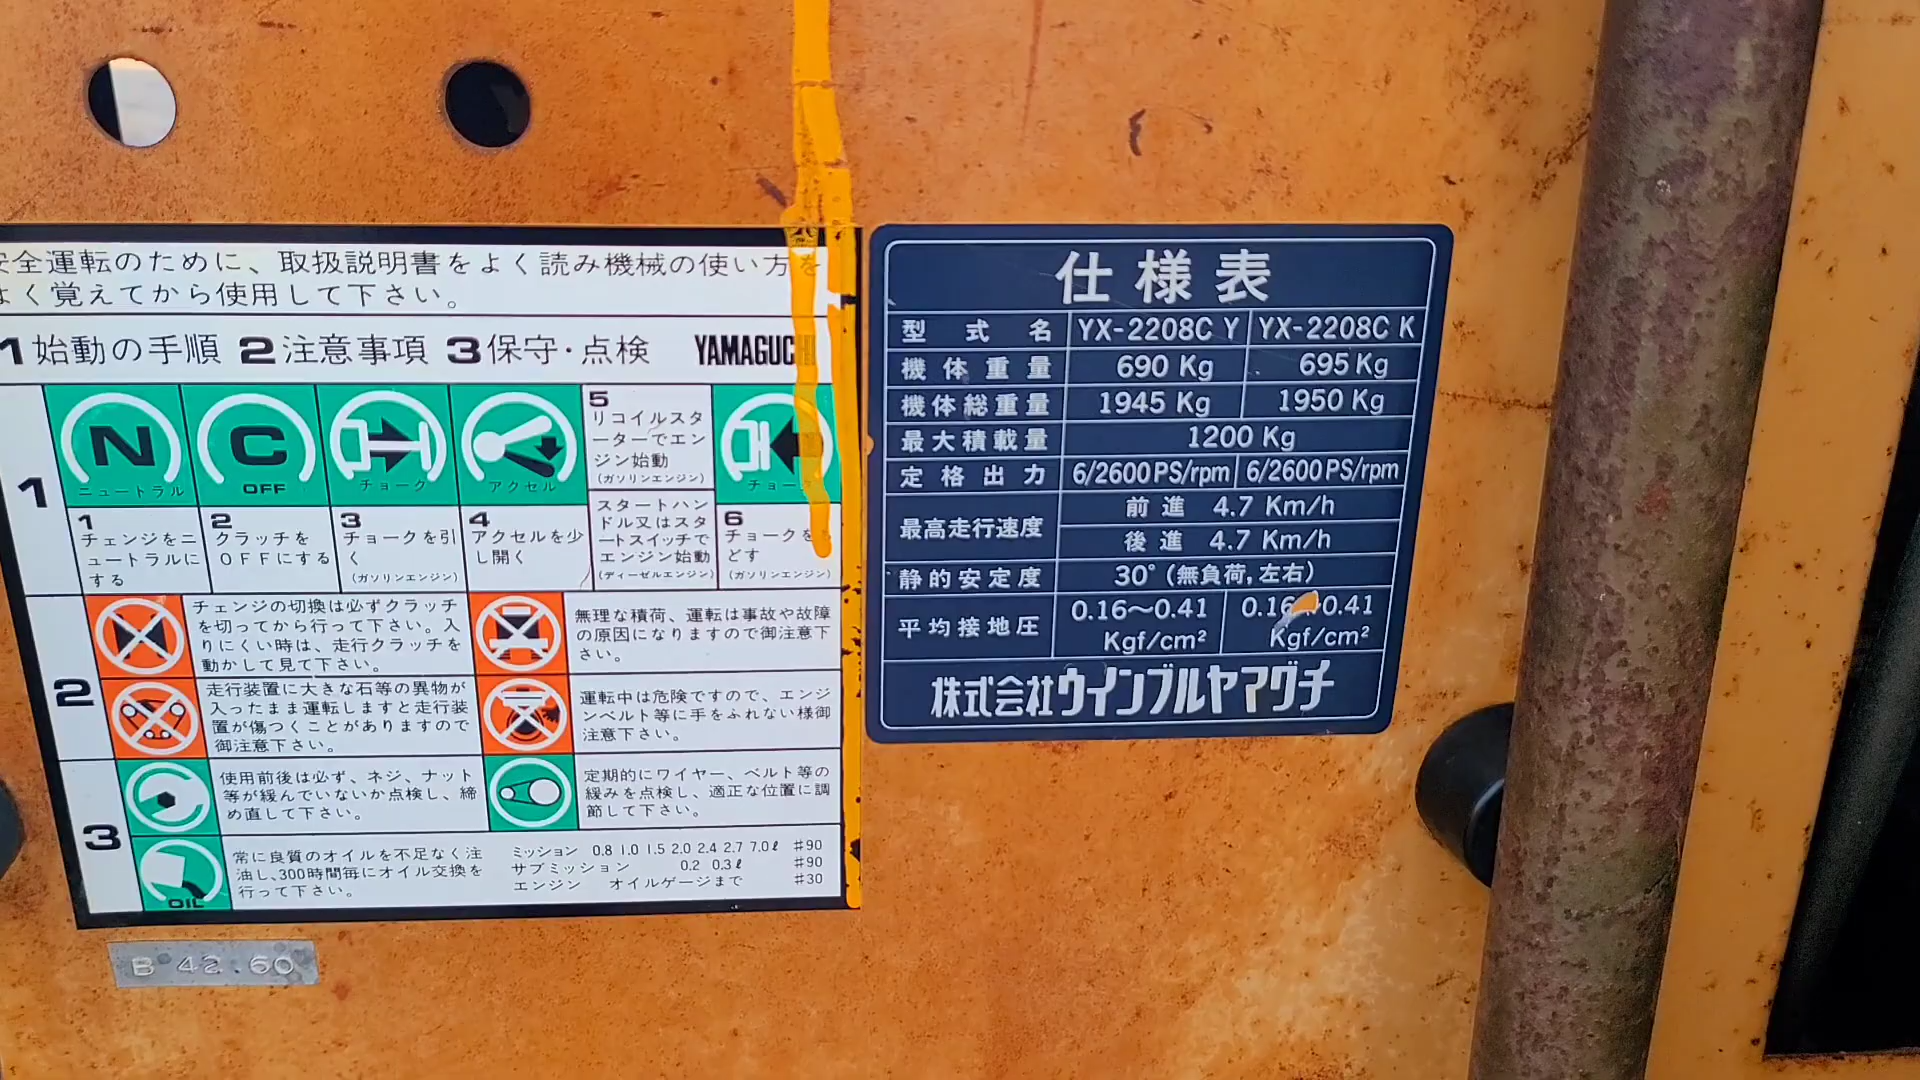 安全運転のために、取扱説明書をよく読み機械の使い方を
よく覚えてから使用して下さい。
1始動の手順 2注意事項 3保守・点検 YAMAGUCHI
1
N
ニュートラル
C
OFF
チョーク
アクセル
5
リコイルスタ
ーターでエン
ジン始動
(ガソリンエンジン)
スタートハン
ドル又はスタ
ートスイッチで
エンジン始動
(ディーゼルエンジン)
チョーク
1
チェンジをニ
ュートラルに
する
2
クラッチを
OFFにする
3
チョークを引
く
(ガソリンエンジン)
4
アクセルを少
し開く
6
チョークをも
どす
(ガソリンエンジン)
2
チェンジの切換は必ずクラッチ
を切ってから行って下さい。入
りにくい時は、走行クラッチを
動かして見て下さい。
無理な積荷、運転は事故や故障
の原因になりますので御注意下
さい。
走行装置に大きな石等の異物が
入ったまま運転しますと走行装
置が傷つくことがありますので
御注意下さい。
運転中は危険ですので、エンジ
ンベルト等に手をふれない様御
注意下さい。
3
使用前後は必ず、ネジ、ナット
等が緩んでいないか点検し、締
め直して下さい。
定期的にワイヤー、ベルト等の
緩みを点検し、適正な位置に調
節して下さい。
OIL
常に良質のオイルを不足なく注
油し、300時間毎にオイル交換を
行って下さい。
ミッション 0.8 1.0 1.5 2.0 2.4 2.7 7.0ℓ #90
サブミッション 0.2 0.3ℓ #90
エンジン オイルゲージまで #30
B 42.60
仕様表
型式名 YX-2208C Y YX-2208C K
機体重量 690 Kg 695 Kg
機体総重量 1945 Kg 1950 Kg
最大積載量 1200 Kg
定格出力 6/2600PS/rpm 6/2600PS/rpm
最高走行速度 前進 4.7 Km/h
後進 4.7 Km/h
静的安定度 30°(無負荷,左右)
平均接地圧 0.16〜0.41 0.16〜0.41
Kgf/cm² Kgf/cm²
株式会社ウインブルヤマグチ